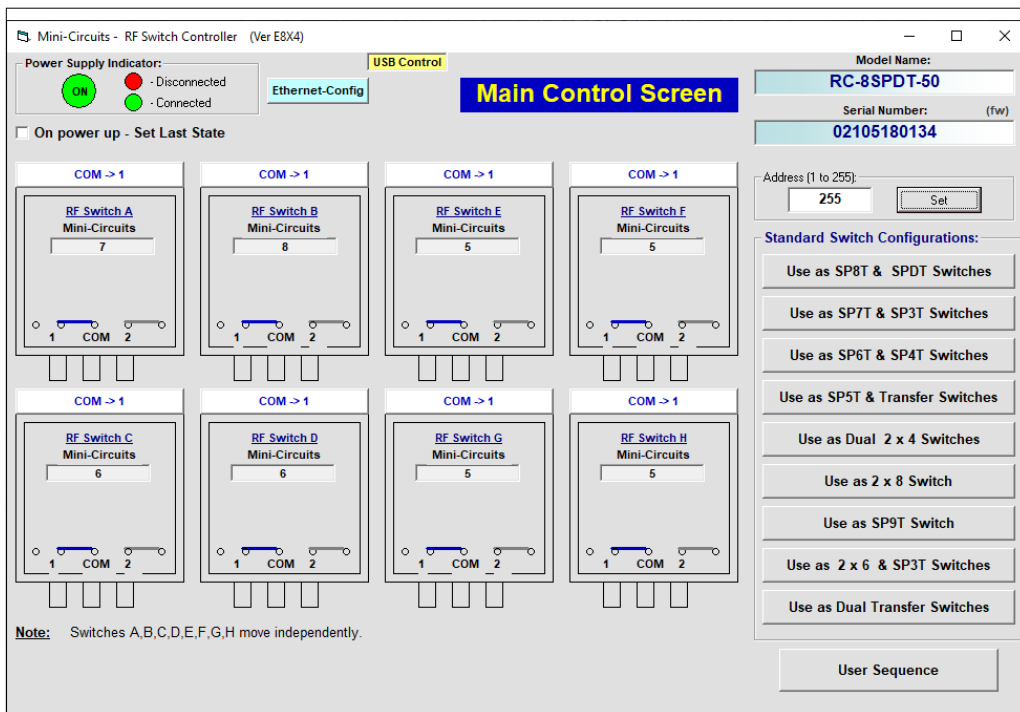 Mini-Circuits - RF Switch Controller (Ver E8X4)
Power Supply Indicator:
ON
- Disconnected
- Connected
USB Control
Ethernet-Config
Main Control Screen
Model Name:
RC-8SPDT-50
Serial Number: (fw)
02105180134
On power up - Set Last State
Address (1 to 255):
255 Set
COM -> 1 COM -> 1 COM -> 1 COM -> 1
RF Switch A RF Switch B RF Switch E RF Switch F
Mini-Circuits Mini-Circuits Mini-Circuits Mini-Circuits
7 8 5 5
1 COM 2 1 COM 2 1 COM 2 1 COM 2
COM -> 1 COM -> 1 COM -> 1 COM -> 1
RF Switch C RF Switch D RF Switch G RF Switch H
Mini-Circuits Mini-Circuits Mini-Circuits Mini-Circuits
6 6 5 5
1 COM 2 1 COM 2 1 COM 2 1 COM 2
Note: Switches A,B,C,D,E,F,G,H move independently.
Standard Switch Configurations:
Use as SP8T & SPDT Switches
Use as SP7T & SP3T Switches
Use as SP6T & SP4T Switches
Use as SP5T & Transfer Switches
Use as Dual 2 x 4 Switches
Use as 2 x 8 Switch
Use as SP9T Switch
Use as 2 x 6 & SP3T Switches
Use as Dual Transfer Switches
User Sequence